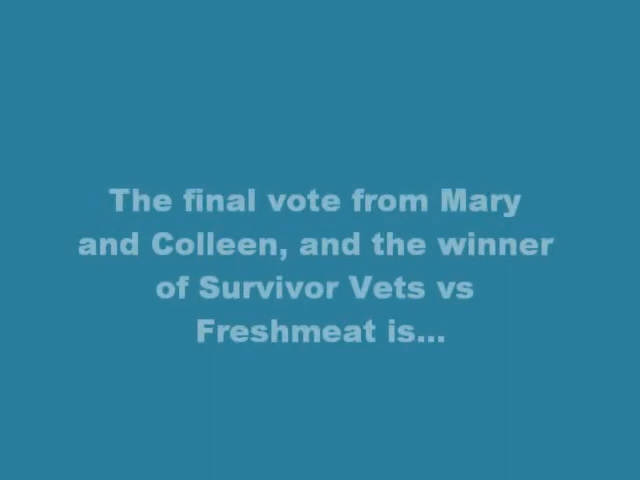 The final vote from Mary
and Colleen, and the winner
of Survivor Vets vs
Freshmeat is...